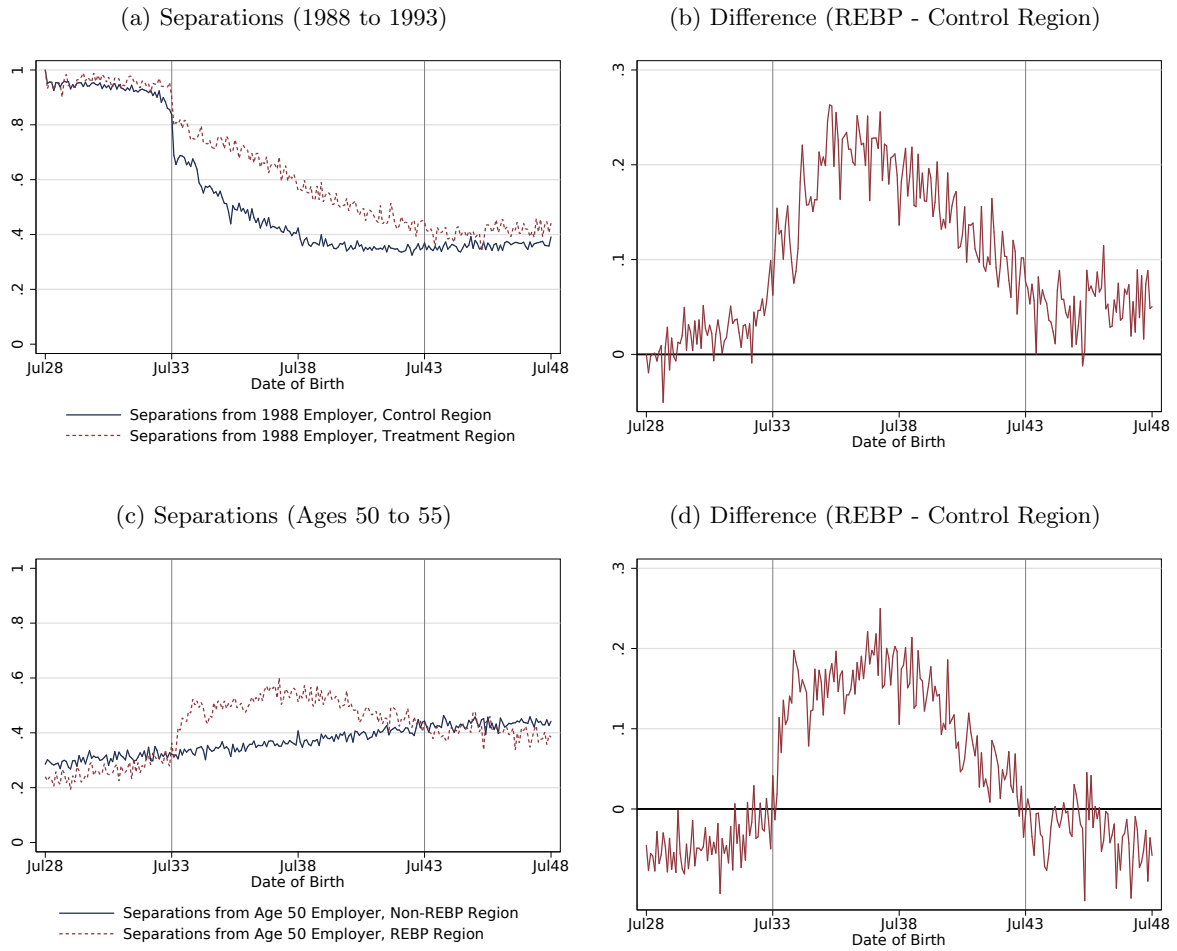 (a) Separations (1988 to 1993)
1
.8
.6
.4
.2
0
Jul28 Jul33 Jul38 Jul43 Jul48
Date of Birth
Separations from 1988 Employer, Control Region
Separations from 1988 Employer, Treatment Region
(b) Difference (REBP - Control Region)
.3
.2
.1
0
Jul28 Jul33 Jul38 Jul43 Jul48
Date of Birth
(c) Separations (Ages 50 to 55)
1
.8
.6
.4
.2
0
Jul28 Jul33 Jul38 Jul43 Jul48
Date of Birth
Separations from Age 50 Employer, Non-REBP Region
Separations from Age 50 Employer, REBP Region
(d) Difference (REBP - Control Region)
.3
.2
.1
0
Jul28 Jul33 Jul38 Jul43 Jul48
Date of Birth